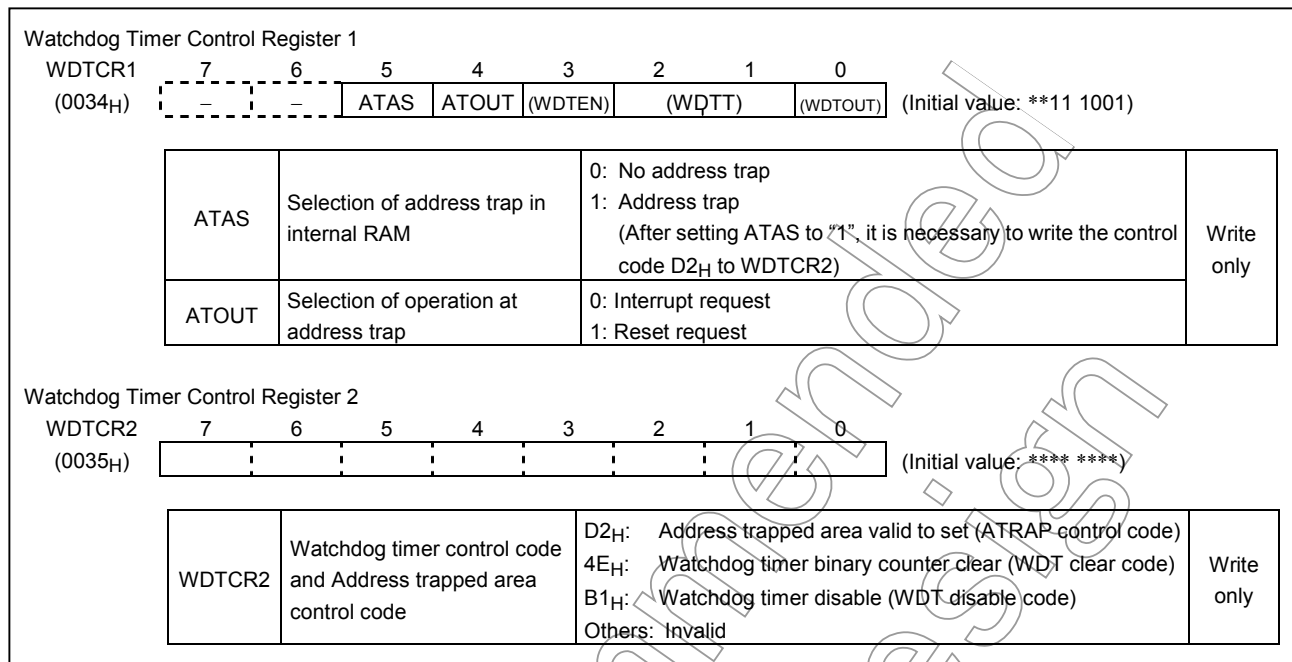 Watchdog Timer Control Register 1
WDTCR1 7 6 5 4 3 2 1 0
(0034H) – – ATAS ATOUT (WDTEN) (WDTT) (WDTOUT) (Initial value: **11 1001)
ATAS Selection of address trap in internal RAM
0: No address trap
1: Address trap
(After setting ATAS to “1”, it is necessary to write the control
code D2H to WDTCR2)
Write
only
ATOUT Selection of operation at address trap
0: Interrupt request
1: Reset request
Watchdog Timer Control Register 2
WDTCR2 7 6 5 4 3 2 1 0
(0035H) (Initial value: **** ****)
WDTCR2
Watchdog timer control code
and Address trapped area
control code
D2H: Address trapped area valid to set (ATRAP control code)
4EH: Watchdog timer binary counter clear (WDT clear code)
B1H: Watchdog timer disable (WDT disable code)
Others: Invalid
Write
only